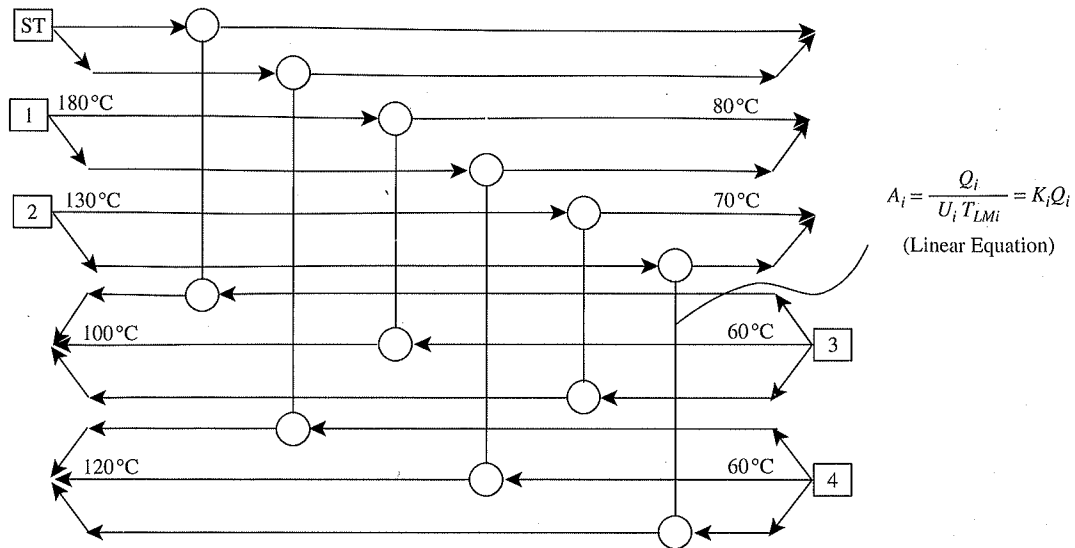 ST
1
180°C
80°C
2
130°C
70°C
100°C
60°C
3
120°C
60°C
4
A_i = Q_i / (U_i T_LMi) = K_i Q_i
(Linear Equation)